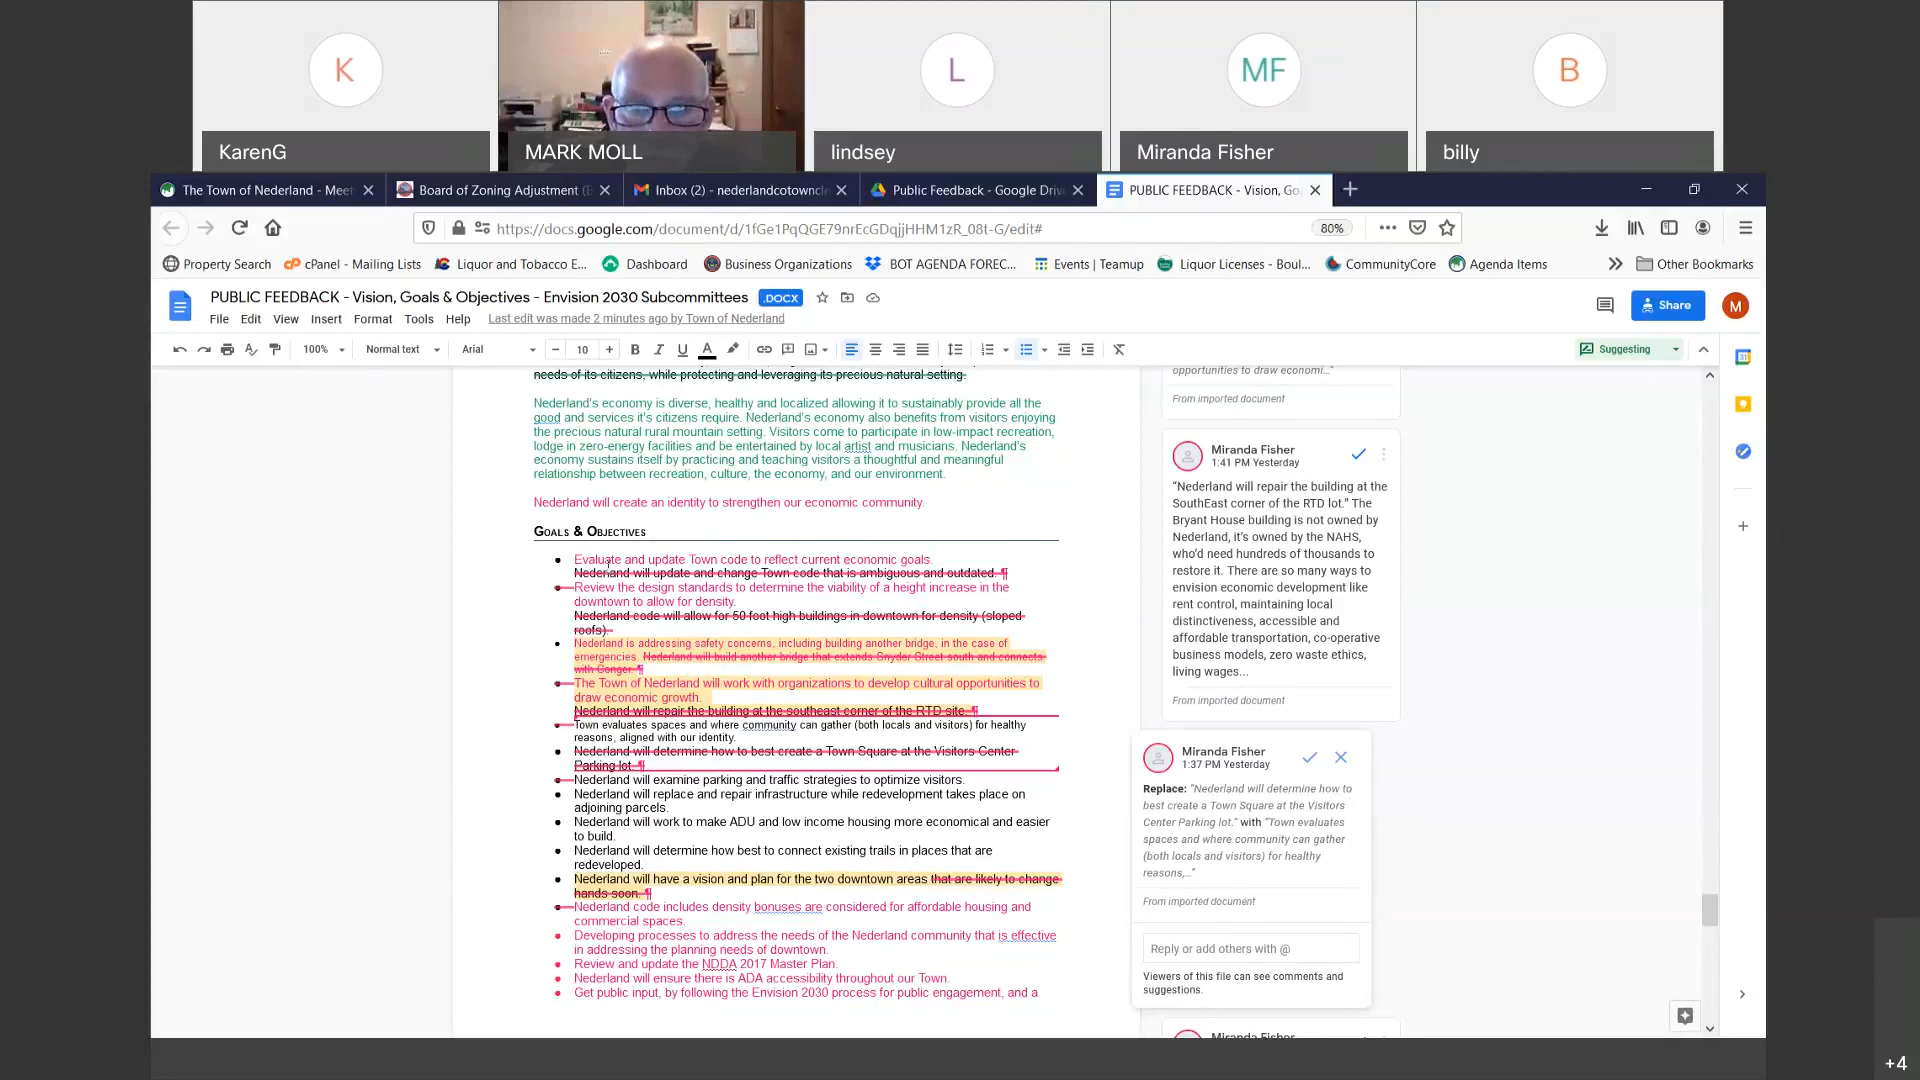 K
L
MF
B
KarenG
MARK MOLL
lindsey
Miranda Fisher
billy
The Town of Nederland - Meet
Board of Zoning Adjustment (B
Inbox (2) - nederlandcotowncle
Public Feedback - Google Driv
PUBLIC FEEDBACK - Vision, Go
https://docs.google.com/document/d/1fGe1PqQGE79nrEcGDqjjHHM1zR_08t-G/edit#
80%
Property Search
cPanel - Mailing Lists
Liquor and Tobacco E...
Dashboard
Business Organizations
BOT AGENDA FOREC...
Events | Teamup
Liquor Licenses - Boul...
CommunityCore
Agenda Items
Other Bookmarks
PUBLIC FEEDBACK - Vision, Goals & Objectives - Envision 2030 Subcommittees
.DOCX
Share
M
File Edit View Insert Format Tools Help
Last edit was made 2 minutes ago by Town of Nederland
100%
Normal text
Arial
10
B I U A
Suggesting
needs of its citizens, while protecting and leveraging its precious natural setting.
Nederland's economy is diverse, healthy and localized allowing it to sustainably provide all the
good and services it's citizens require. Nederland's economy also benefits from visitors enjoying
the precious natural rural mountain setting. Visitors come to participate in low-impact recreation,
lodge in zero-energy facilities and be entertained by local artist and musicians. Nederland's
economy sustains itself by practicing and teaching visitors a thoughtful and meaningful
relationship between recreation, culture, the economy, and our environment.
Nederland will create an identity to strengthen our economic community.
GOALS & OBJECTIVES
Evaluate and update Town code to reflect current economic goals.
Nederland will update and change Town code that is ambiguous and outdated. ¶
Review the design standards to determine the viability of a height increase in the
downtown to allow for density.
Nederland code will allow for 50 foot high buildings in downtown for density (sloped
roofs).
Nederland is addressing safety concerns, including building another bridge, in the case of
emergencies. Nederland will build another bridge that extends Snyder Street south and connects
with Conger. ¶
The Town of Nederland will work with organizations to develop cultural opportunities to
draw economic growth.
Nederland will repair the building at the southeast corner of the RTD site. ¶
Town evaluates spaces and where community can gather (both locals and visitors) for healthy
reasons, aligned with our identity.
Nederland will determine how to best create a Town Square at the Visitors Center
Parking lot. ¶
Nederland will examine parking and traffic strategies to optimize visitors.
Nederland will replace and repair infrastructure while redevelopment takes place on
adjoining parcels.
Nederland will work to make ADU and low income housing more economical and easier
to build.
Nederland will determine how best to connect existing trails in places that are
redeveloped.
Nederland will have a vision and plan for the two downtown areas that are likely to change
hands soon. ¶
Nederland code includes density bonuses are considered for affordable housing and
commercial spaces.
Developing processes to address the needs of the Nederland community that is effective
in addressing the planning needs of downtown.
Review and update the NDDA 2017 Master Plan.
Nederland will ensure there is ADA accessibility throughout our Town.
Get public input, by following the Envision 2030 process for public engagement, and a
opportunities to draw economi..."
From imported document
Miranda Fisher
1:41 PM Yesterday
"Nederland will repair the building at the
SouthEast corner of the RTD lot." The
Bryant House building is not owned by
Nederland, it's owned by the NAHS,
who'd need hundreds of thousands to
restore it. There are so many ways to
envision economic development like
rent control, maintaining local
distinctiveness, accessible and
affordable transportation, co-operative
business models, zero waste ethics,
living wages...
From imported document
Miranda Fisher
1:37 PM Yesterday
Replace: "Nederland will determine how to
best create a Town Square at the Visitors
Center Parking lot." with "Town evaluates
spaces and where community can gather
(both locals and visitors) for healthy
reasons,..."
From imported document
Reply or add others with @
Viewers of this file can see comments and
suggestions.
Miranda Fisher
+4